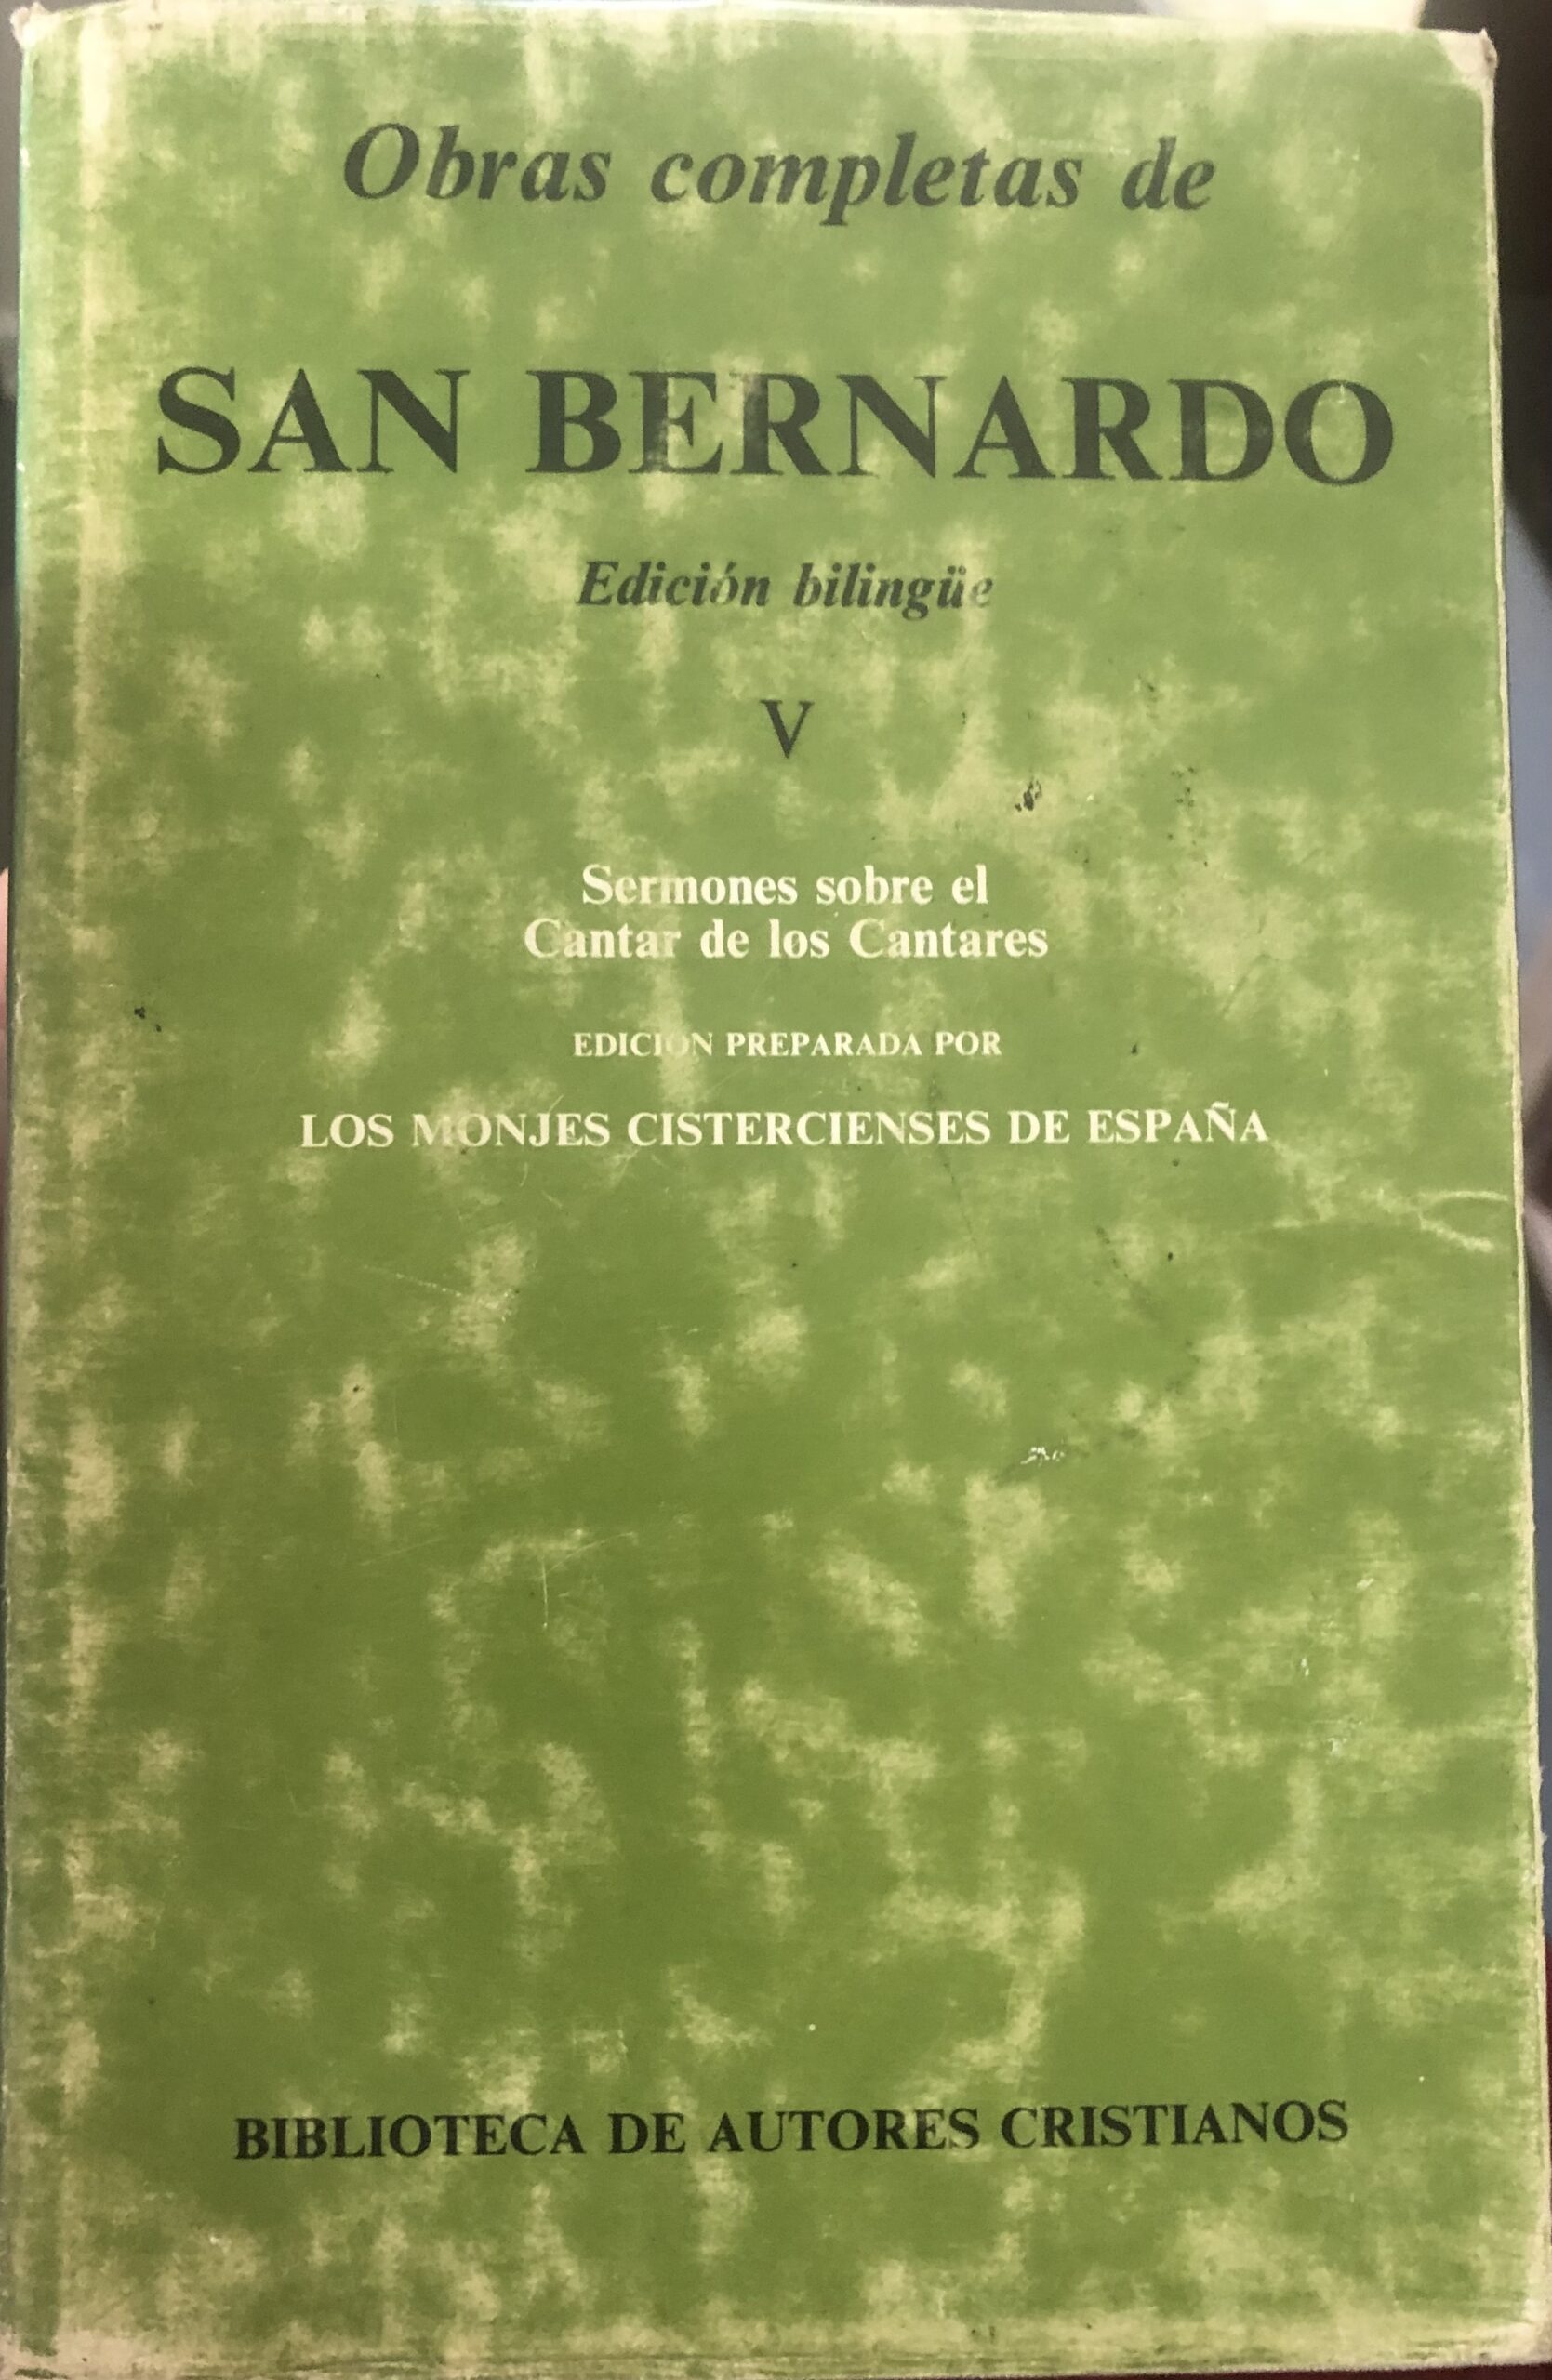 Obras completas de
SAN BERNARDO
Edición bilingüe
V
Sermones sobre el
Cantar de los Cantares
EDICION PREPARADA POR
LOS MONJES CISTERCIENSES DE ESPAÑA
BIBLIOTECA DE AUTORES CRISTIANOS